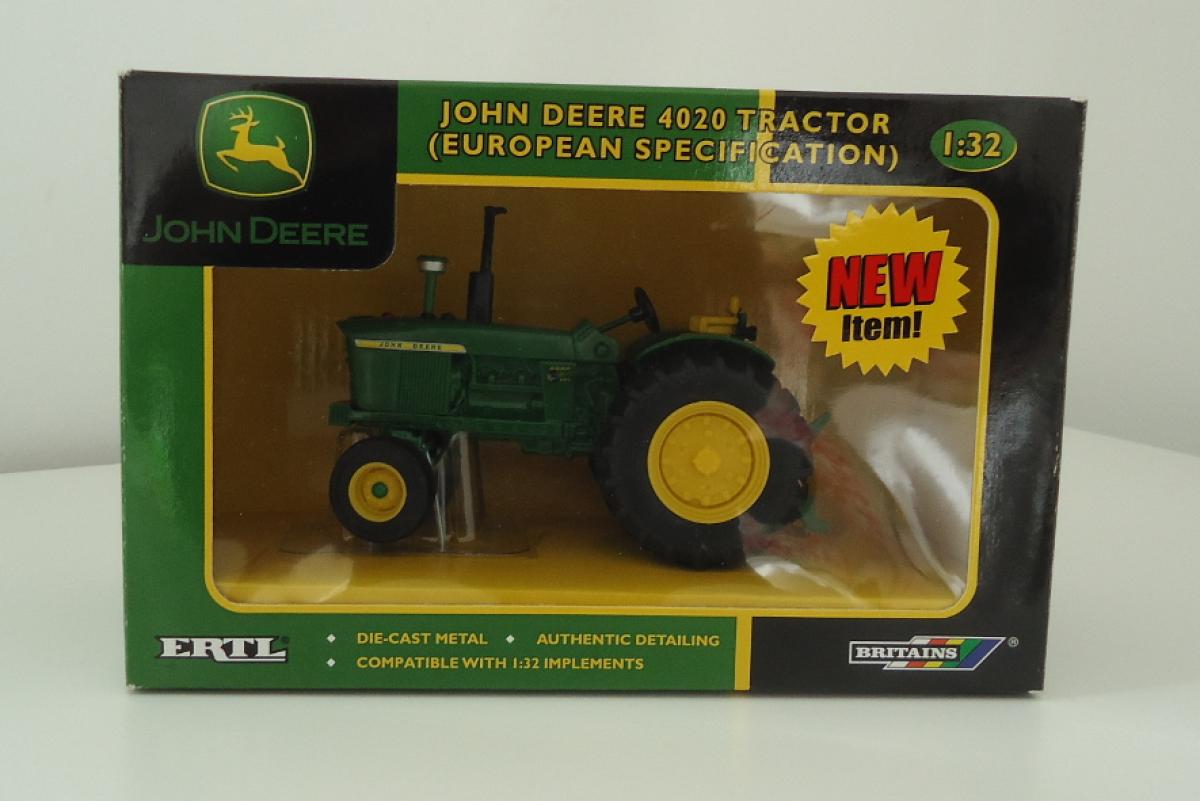 JOHN DEERE 4020 TRACTOR
(EUROPEAN SPECIFICATION)
1:32
JOHN DEERE
NEW
Item!
JOHN DEERE
ERTL®
◆ DIE-CAST METAL ◆ AUTHENTIC DETAILING
◆ COMPATIBLE WITH 1:32 IMPLEMENTS
BRITAINS®